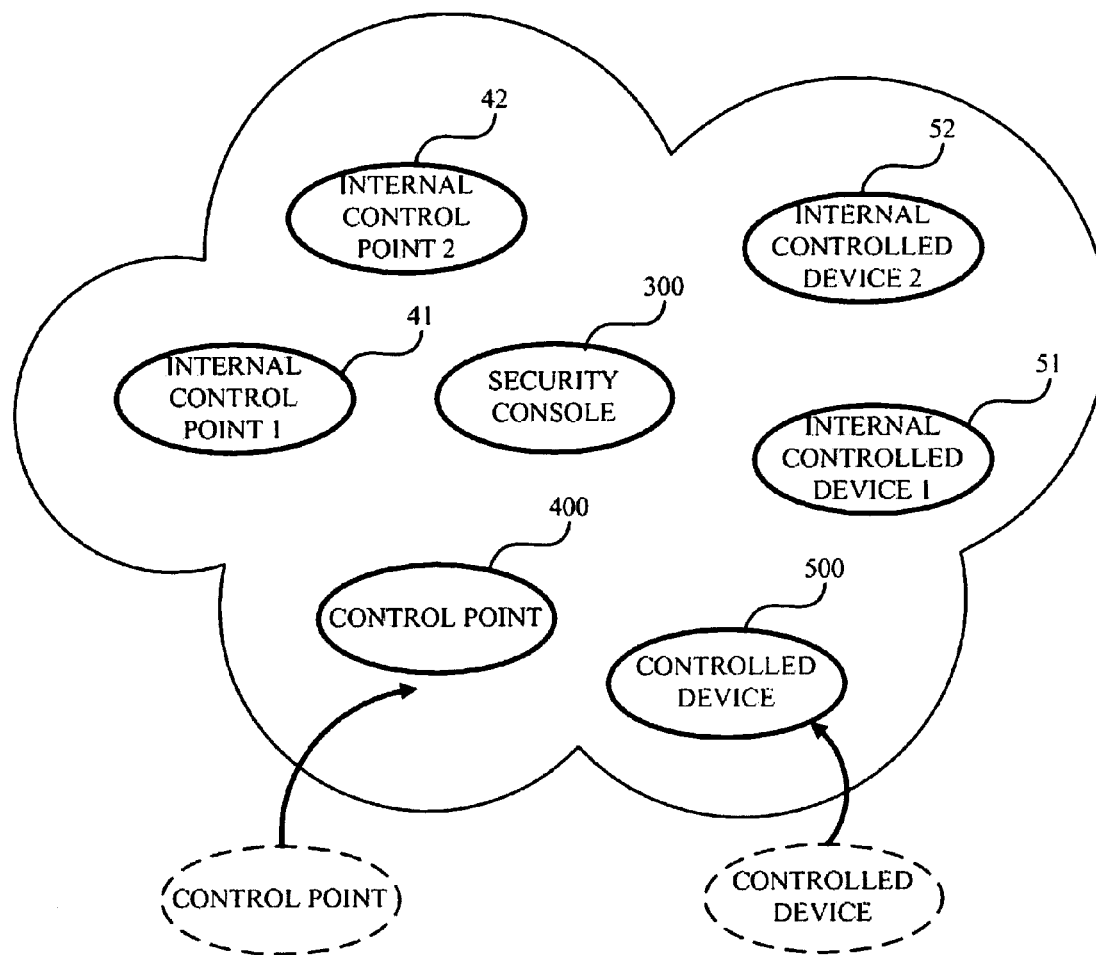 42
INTERNAL
CONTROL
POINT 2
52
INTERNAL
CONTROLLED
DEVICE 2
300
SECURITY
CONSOLE
41
INTERNAL
CONTROL
POINT 1
51
INTERNAL
CONTROLLED
DEVICE 1
400
CONTROL POINT
500
CONTROLLED
DEVICE
CONTROL POINT
CONTROLLED
DEVICE